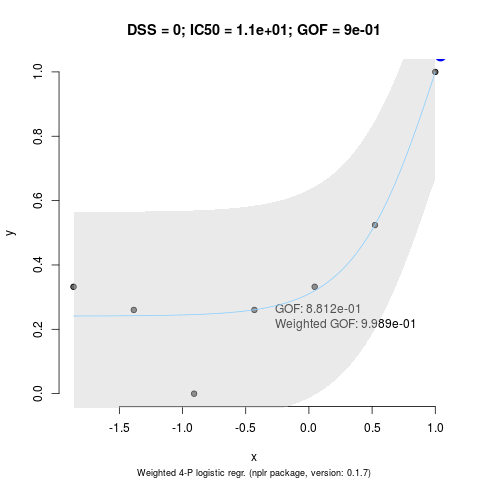 DSS = 0; IC50 = 1.1e+01; GOF = 9e-01
1.0
0.8
0.6
0.4
0.2
0.0
y
GOF: 8.812e-01
Weighted GOF: 9.989e-01
-1.5 -1.0 -0.5 0.0 0.5 1.0
x
Weighted 4-P logistic regr. (nplr package, version: 0.1.7)